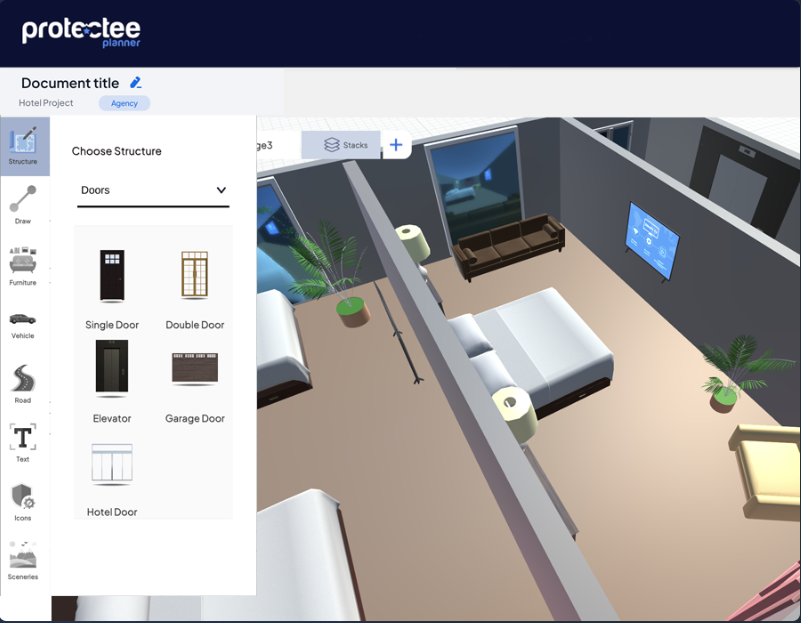 protectee
planner
Document title
Hotel Project
Agency
Structure
Draw
Furniture
Vehicle
Road
Text
Icons
Sceneries
Choose Structure
Doors
Single Door
Double Door
Elevator
Garage Door
Hotel Door
ge3
Stacks